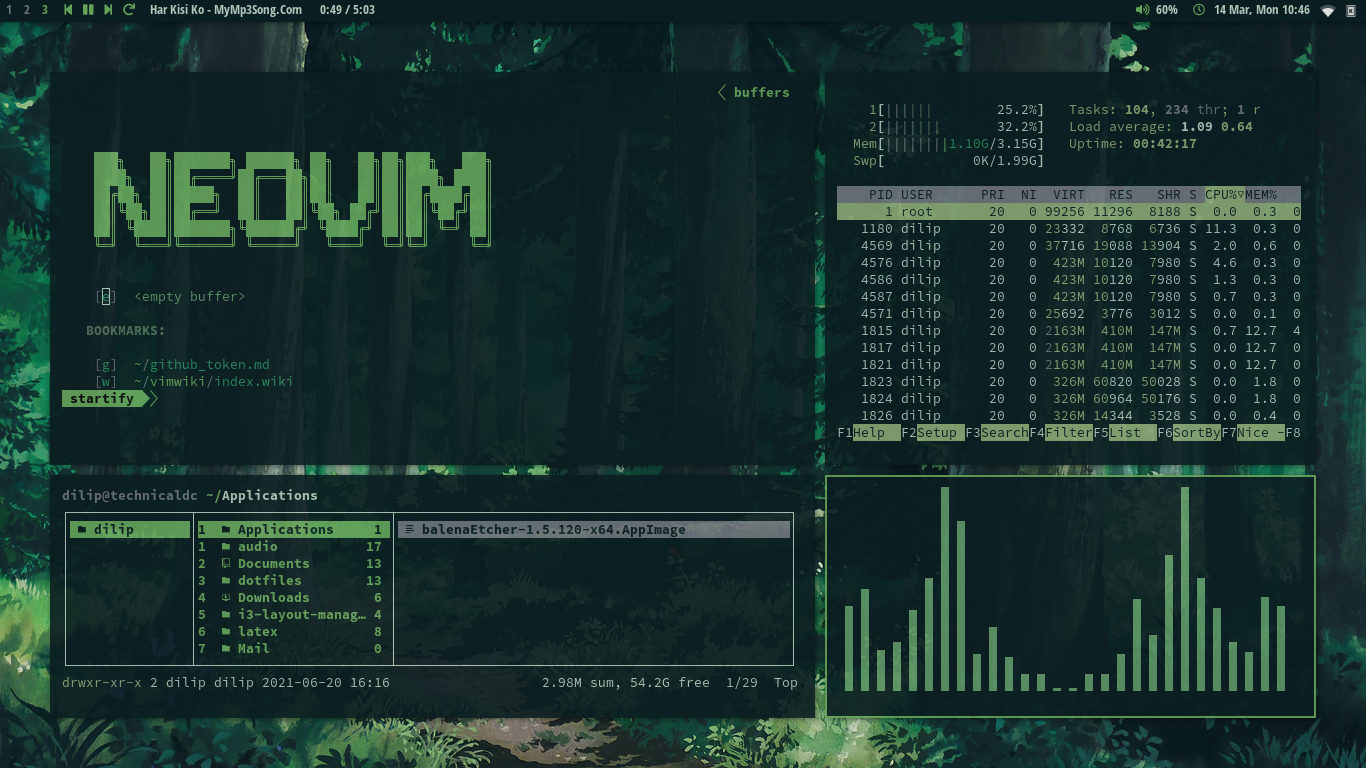 1 2 3 Har Kisi Ko - MyMp3Song.Com 0:49 / 5:03 60% 14 Mar, Mon 10:46
buffers
NEOVIM
[e] <empty buffer>
BOOKMARKS:
[g] ~/github_token.md
[w] ~/vimwiki/index.wiki
startify
1[|||||| 25.2%] Tasks: 104, 234 thr; 1 r
2[||||||| 32.2%] Load average: 1.09 0.64
Mem[||||||||1.10G/3.15G] Uptime: 00:42:17
Swp[ 0K/1.99G]
PID USER PRI NI VIRT RES SHR S CPU%▽MEM%
1 root 20 0 99256 11296 8188 S 0.0 0.3 0
1180 dilip 20 0 23332 8768 6736 S 11.3 0.3 0
4569 dilip 20 0 37716 19088 13904 S 2.0 0.6 0
4576 dilip 20 0 423M 10120 7980 S 4.6 0.3 0
4586 dilip 20 0 423M 10120 7980 S 1.3 0.3 0
4587 dilip 20 0 423M 10120 7980 S 0.7 0.3 0
4571 dilip 20 0 25692 3776 3012 S 0.0 0.1 0
1815 dilip 20 0 2163M 410M 147M S 0.7 12.7 4
1817 dilip 20 0 2163M 410M 147M S 0.0 12.7 0
1821 dilip 20 0 2163M 410M 147M S 0.0 12.7 0
1823 dilip 20 0 326M 60820 50028 S 0.0 1.8 0
1824 dilip 20 0 326M 60964 50176 S 0.0 1.8 0
1826 dilip 20 0 326M 14344 3528 S 0.0 0.4 0
F1Help F2Setup F3SearchF4FilterF5List F6SortByF7Nice -F8
dilip@technicaldc ~/Applications
dilip 1 Applications 1 balenaEtcher-1.5.120-x64.AppImage
1 audio 17
2 Documents 13
3 dotfiles 13
4 Downloads 6
5 i3-layout-manag… 4
6 latex 8
7 Mail 0
drwxr-xr-x 2 dilip dilip 2021-06-20 16:16 2.98M sum, 54.2G free 1/29 Top